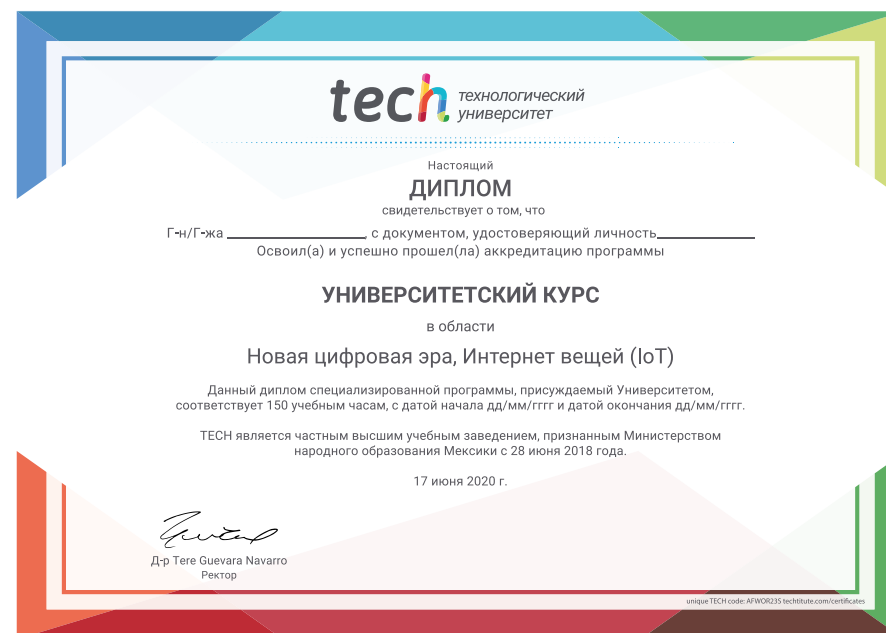 tech технологический
университет
Настоящий
ДИПЛОМ
свидетельствует о том, что
Г-н/Г-жа ____________________, с документом, удостоверяющий личность______________
Освоил(а) и успешно прошел(ла) аккредитацию программы
УНИВЕРСИТЕТСКИЙ КУРС
в области
Новая цифровая эра, Интернет вещей (IoT)
Данный диплом специализированной программы, присуждаемый Университетом,
соответствует 150 учебным часам, с датой начала дд/мм/гггг и датой окончания дд/мм/гггг.
TECH является частным высшим учебным заведением, признанным Министерством
народного образования Мексики с 28 июня 2018 года.
17 июня 2020 г.
Д-р Tere Guevara Navarro
Ректор
unique TECH code: AFWOR23S techtitute.com/certificates